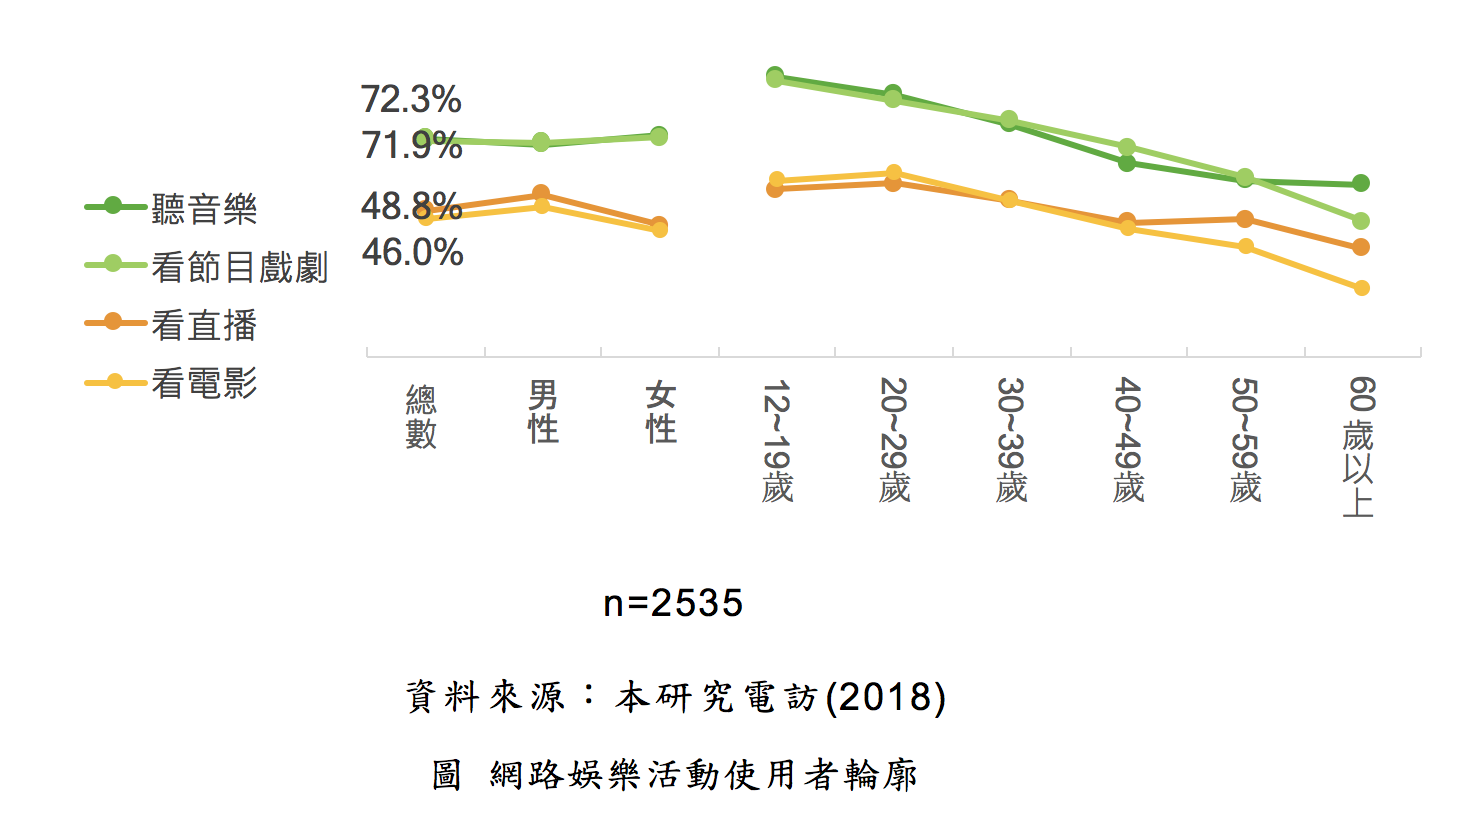 72.3%
71.9%
48.8%
46.0%
聽音樂
看節目戲劇
看直播
看電影
總數
男性
女性
12~19歲
20~29歲
30~39歲
40~49歲
50~59歲
60歲以上
n=2535
資料來源：本研究電訪(2018)
圖 網路娛樂活動使用者輪廓